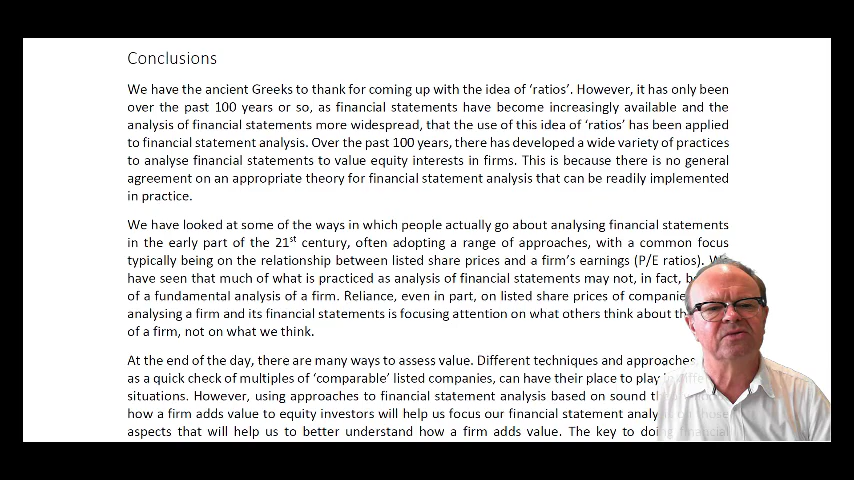 Conclusions
We have the ancient Greeks to thank for coming up with the idea of ‘ratios’. However, it has only been
over the past 100 years or so, as financial statements have become increasingly available and the
analysis of financial statements more widespread, that the use of this idea of ‘ratios’ has been applied
to financial statement analysis. Over the past 100 years, there has developed a wide variety of practices
to analyse financial statements to value equity interests in firms. This is because there is no general
agreement on an appropriate theory for financial statement analysis that can be readily implemented
in practice.
We have looked at some of the ways in which people actually go about analysing financial statements
in the early part of the 21st century, often adopting a range of approaches, with a common focus
typically being on the relationship between listed share prices and a firm’s earnings (P/E ratios). We
have seen that much of what is practiced as analysis of financial statements may not, in fact,
of a fundamental analysis of a firm. Reliance, even in part, on listed share prices of companies
analysing a firm and its financial statements is focusing attention on what others think about
of a firm, not on what we think.
At the end of the day, there are many ways to assess value. Different techniques and approaches,
as a quick check of multiples of ‘comparable’ listed companies, can have their place to play in different
situations. However, using approaches to financial statement analysis based on sound
how a firm adds value to equity investors will help us focus our financial statement analysis on those
aspects that will help us to better understand how a firm adds value. The key to doing financial